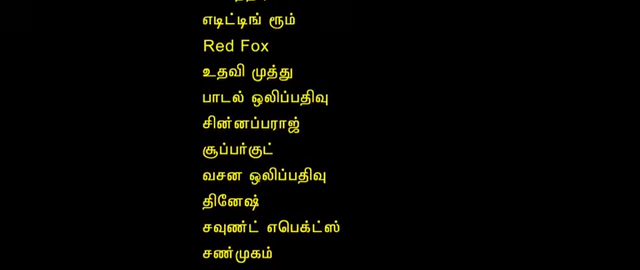 எடிட்டிங் ரூம்
Red Fox
உதவி முத்து
பாடல் ஒலிப்பதிவு
சின்னப்பராஜ்
சூப்பர்குட்
வசன ஒலிப்பதிவு
தினேஷ்
சவுண்ட் எபெக்ட்ஸ்
சண்முகம்